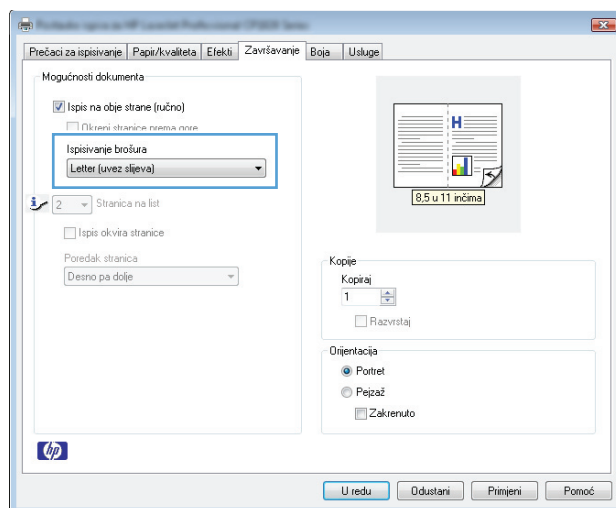 Prečaci za ispisivanje
Papir/kvaliteta
Efekti
Završavanje
Boja
Usluge
Mogućnosti dokumenta
Ispis na obje strane (ručno)
Okreni stranice prema gore
Ispisivanje brošura
Letter (uvez slijeva)
2
Stranica na list
Ispis okvira stranice
Poredak stranica
Desno pa dolje
H
8,5 u 11 inčima
Kopije
Kopiraj
1
Razvrstaj
Orijentacija
Portret
Pejzaž
Zakrenuto
hp
U redu
Odustani
Primijeni
Pomoć